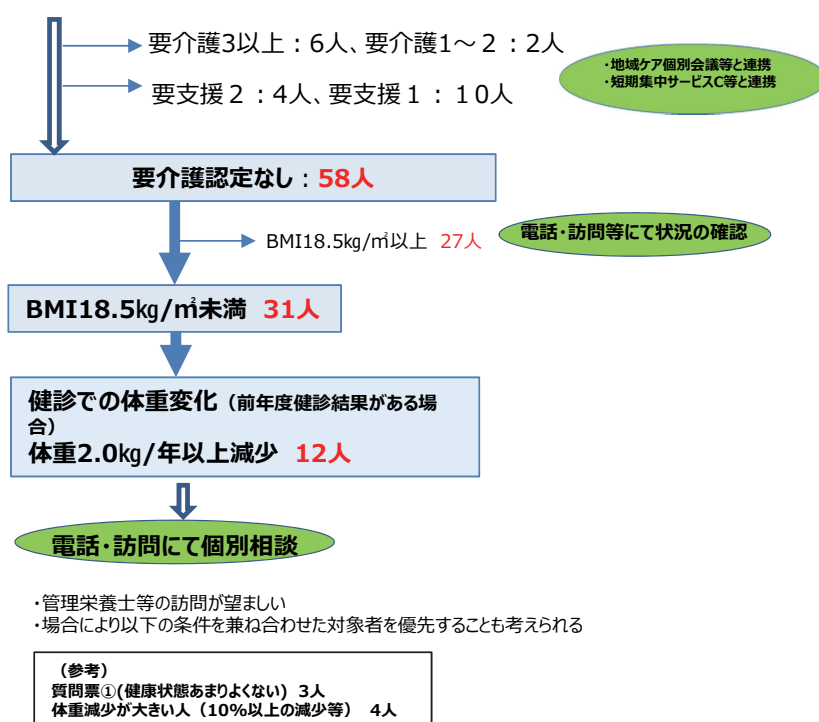 要介護3以上：6人、要介護1～2：2人
要支援２：4人、要支援１：１0人
・地域ケア個別会議等と連携
・短期集中サービスC等と連携
要介護認定なし：58人
BMI18.5㎏/㎡以上 27人
電話・訪問等にて状況の確認
BMI18.5㎏/㎡未満 31人
健診での体重変化（前年度健診結果がある場
合）
体重2.0㎏/年以上減少 12人
電話・訪問にて個別相談
・管理栄養士等の訪問が望ましい
・場合により以下の条件を兼ね合わせた対象者を優先することも考えられる
（参考）
質問票①(健康状態あまりよくない) 3人
体重減少が大きい人（10%以上の減少等） 4人